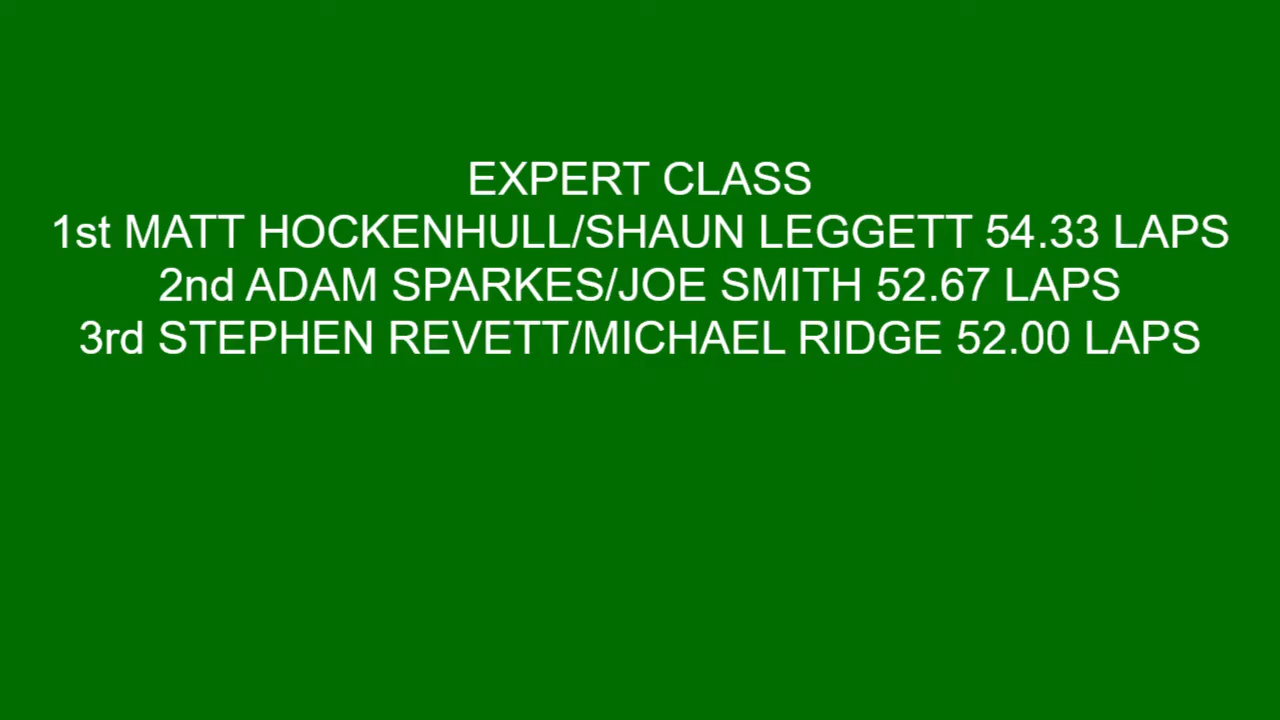 EXPERT CLASS
1st MATT HOCKENHULL/SHAUN LEGGETT 54.33 LAPS
2nd ADAM SPARKES/JOE SMITH 52.67 LAPS
3rd STEPHEN REVETT/MICHAEL RIDGE 52.00 LAPS